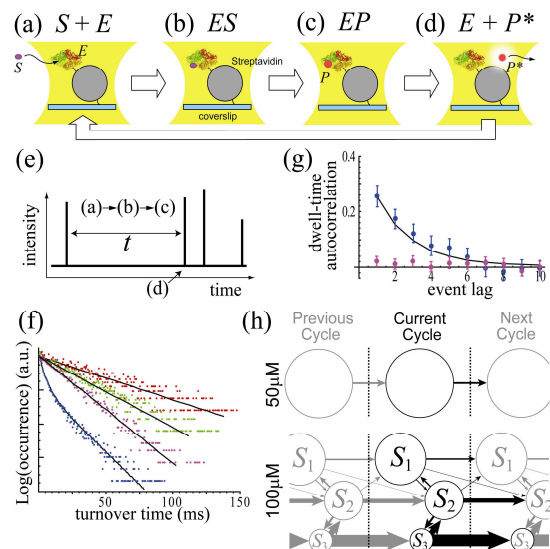 (a) S + E
(b) ES
(c) EP
(d) E + P*
S
E
Streptavidin
coverslip
P
P*
(e)
intensity
(a)→(b)→(c)
t
(d)
time
(g)
dwell-time
autocorrelation
0.4
0.2
2 4 6 8 10
event lag
(f)
Log(occurrence) (a.u.)
0 50 100 150
turnover time (ms)
(h)
Previous Cycle
Current Cycle
Next Cycle
50μM
100μM
S1 S1 S1
S2 S2 S2
S3 S3 S3